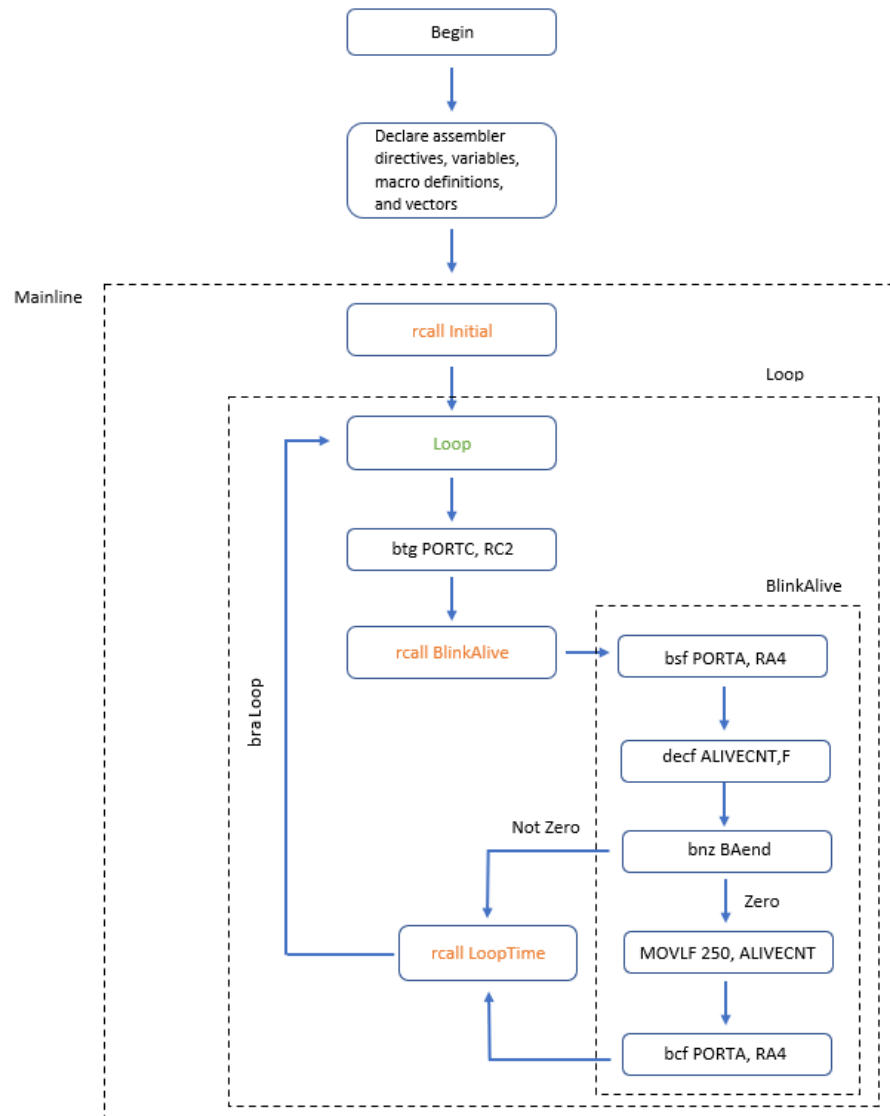 Begin
Declare assembler
directives, variables,
macro definitions,
and vectors
Mainline
rcall Initial
Loop
Loop
btg PORTC, RC2
BlinkAlive
rcall BlinkAlive
bsf PORTA, RA4
bra Loop
decf ALIVECNT,F
Not Zero
bnz BAend
Zero
rcall LoopTime
MOVLF 250, ALIVECNT
bcf PORTA, RA4